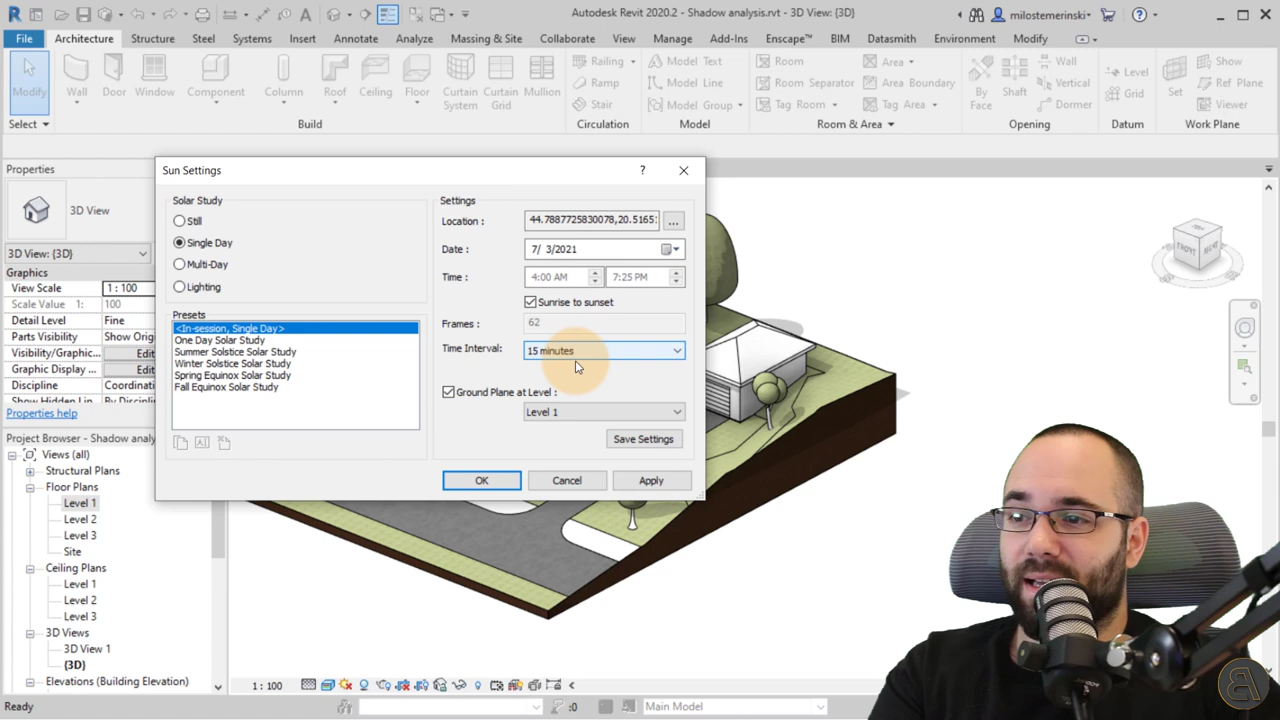 Autodesk Revit 2020.2 - Shadow analysis.rvt - 3D View: {3D}
milostemerinski
File
Architecture
Structure
Steel
Systems
Insert
Annotate
Analyze
Massing & Site
Collaborate
View
Manage
Add-Ins
Enscape™
BIM
Datasmith
Environment
Modify
Modify
Wall
Door
Window
Component
Column
Roof
Ceiling
Floor
Curtain
System
Curtain
Grid
Mullion
Railing
Ramp
Stair
Model Text
Model Line
Model Group
Room
Room Separator
Tag Room
Area
Area Boundary
Tag Area
By
Face
Shaft
Wall
Vertical
Dormer
Level
Grid
Set
Show
Ref Plane
Viewer
Select
Build
Circulation
Model
Room & Area
Opening
Datum
Work Plane
Properties
3D View
3D View: {3D}
Graphics
View Scale
1 : 100
Scale Value 1:
100
Detail Level
Fine
Parts Visibility
Show Orig
Visibility/Graphic...
Edit
Graphic Display ...
Edit
Discipline
Coordinati
Show Hidden Lin
By Disciplin
Properties help
Project Browser - Shadow analy
Views (all)
Structural Plans
Floor Plans
Level 1
Level 2
Level 3
Site
Ceiling Plans
Level 1
Level 2
Level 3
3D Views
3D View 1
{3D}
Elevations (Building Elevation)
Sun Settings
?
Solar Study
Still
Single Day
Multi-Day
Lighting
Presets
<In-session, Single Day>
One Day Solar Study
Summer Solstice Solar Study
Winter Solstice Solar Study
Spring Equinox Solar Study
Fall Equinox Solar Study
Settings
Location :
44.7887725830078,20.5165
...
Date :
7/ 3/2021
Time :
4:00 AM
7:25 PM
Sunrise to sunset
Frames :
62
Time Interval:
15 minutes
Ground Plane at Level :
Level 1
Save Settings
OK
Cancel
Apply
FRONT
1 : 100
Ready
:0
Main Model